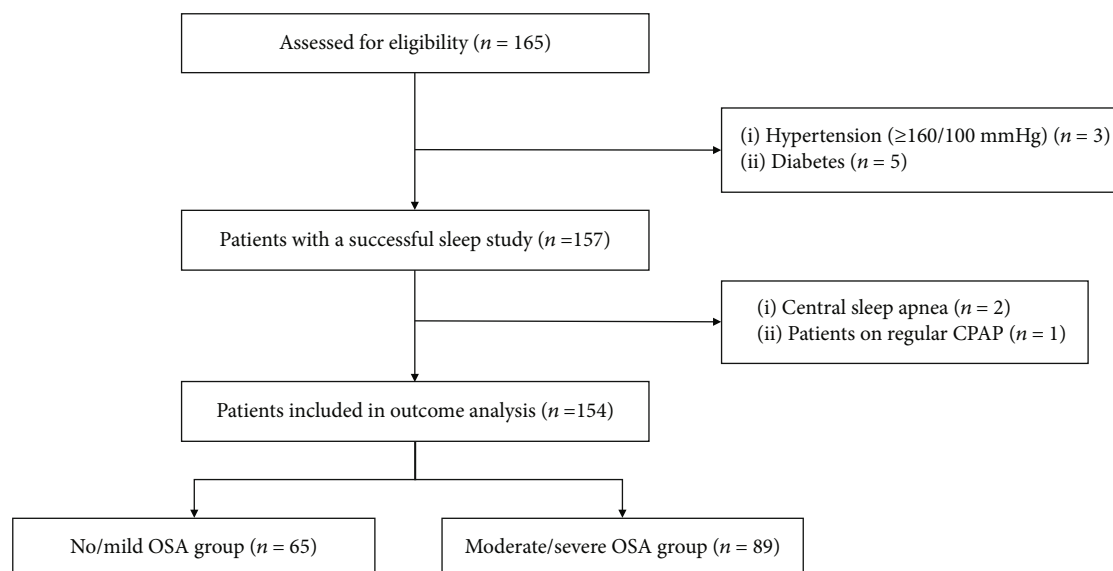 Assessed for eligibility (n = 165)
(i) Hypertension (≥160/100 mmHg) (n = 3)
(ii) Diabetes (n = 5)
Patients with a successful sleep study (n =157)
(i) Central sleep apnea (n = 2)
(ii) Patients on regular CPAP (n = 1)
Patients included in outcome analysis (n =154)
No/mild OSA group (n = 65)
Moderate/severe OSA group (n = 89)